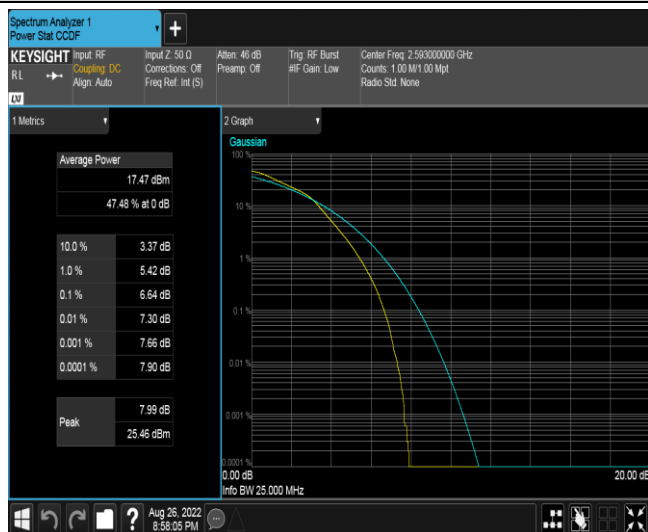 Spectrum Analyzer 1
Power Stat CCDF
+
KEYSIGHT Input: RF Input Z: 50 Ω Atten: 46 dB Trig: RF Burst Center Freq: 2.593000000 GHz
RL Coupling: DC Corrections: Off Preamp: Off #IF Gain: Low Counts: 1.00 M/1.00 Mpt
Align: Auto Freq Ref: Int (S) Radio Std: None
LXI
1 Metrics
Average Power
17.47 dBm
47.48 % at 0 dB
10.0 % 3.37 dB
1.0 % 5.42 dB
0.1 % 6.64 dB
0.01 % 7.30 dB
0.001 % 7.66 dB
0.0001 % 7.90 dB
Peak 7.99 dB
25.46 dBm
2 Graph
Gaussian
100 %
10 %
1 %
0.1 %
0.01 %
0.001 %
0.0001 %
0.00 dB 20.00 dB
Info BW 25.000 MHz
? Aug 26, 2022
8:58:05 PM